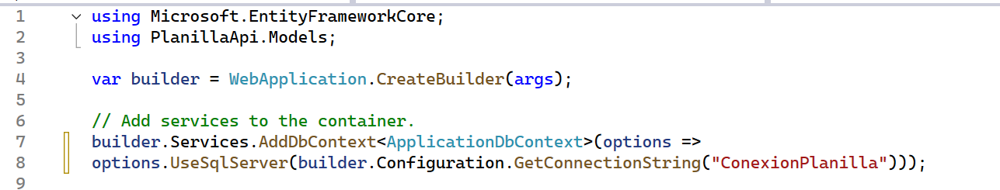 1 using Microsoft.EntityFrameworkCore;
2 using PlanillaApi.Models;
3
4 var builder = WebApplication.CreateBuilder(args);
5
6 // Add services to the container.
7 builder.Services.AddDbContext<ApplicationDbContext>(options =>
8 options.UseSqlServer(builder.Configuration.GetConnectionString("ConexionPlanilla")));
9